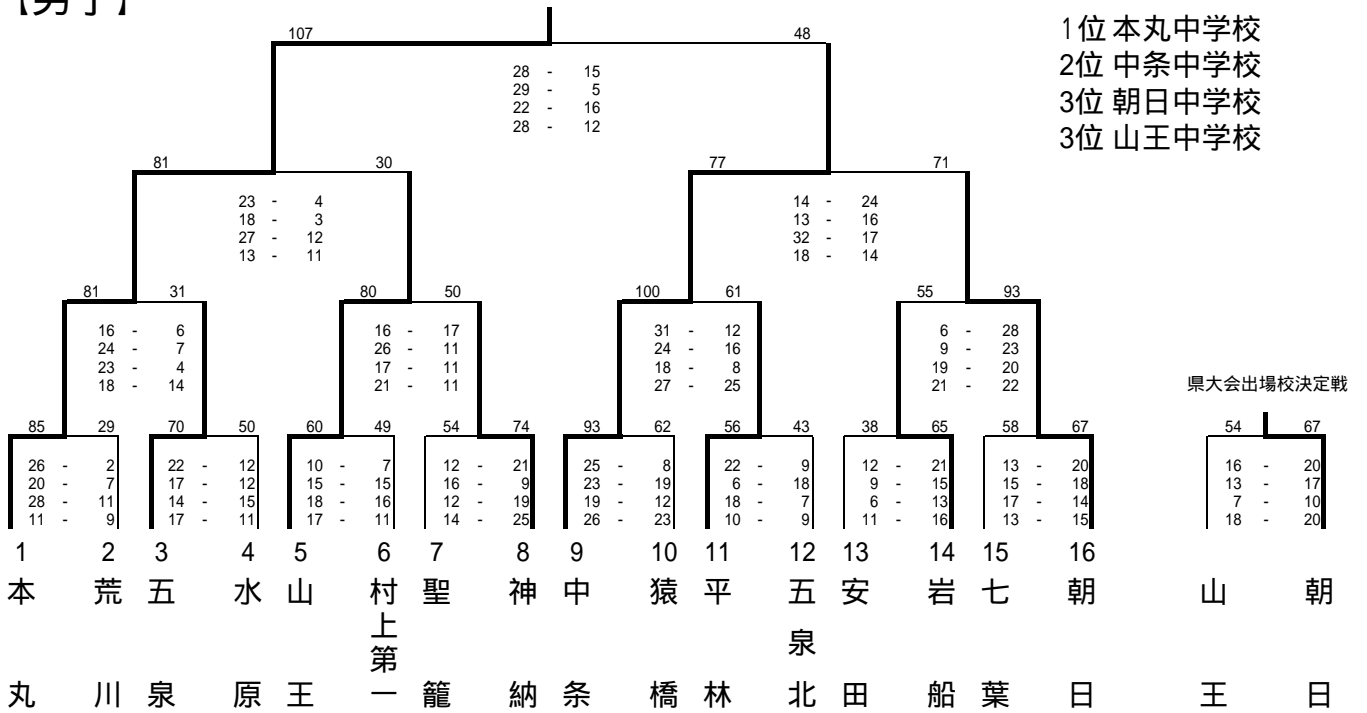 【男子】
1位 本丸中学校
2位 中条中学校
3位 朝日中学校
3位 山王中学校
107 48
28 - 15
29 - 5
22 - 16
28 - 12
81 30 77 71
23 - 4 14 - 24
18 - 3 13 - 16
27 - 12 32 - 17
13 - 11 18 - 14
81 31 80 50 100 61 55 93
16 - 6 16 - 17 31 - 12 6 - 28
24 - 7 26 - 11 24 - 16 9 - 23
23 - 4 17 - 11 18 - 8 19 - 20
18 - 14 21 - 11 27 - 25 21 - 22
県大会出場校決定戦
85 29 70 50 60 49 54 74 93 62 56 43 38 65 58 67 54 67
26 - 2 22 - 12 10 - 7 12 - 21 25 - 8 22 - 9 12 - 21 13 - 20 16 - 20
20 - 7 17 - 12 15 - 15 16 - 9 23 - 19 6 - 18 9 - 15 15 - 18 13 - 17
28 - 11 14 - 15 18 - 16 12 - 19 19 - 12 18 - 7 6 - 13 17 - 14 7 - 10
11 - 9 17 - 11 17 - 11 14 - 25 26 - 23 10 - 9 11 - 16 13 - 15 18 - 20
1 2 3 4 5 6 7 8 9 10 11 12 13 14 15 16
本丸
荒川
五泉
水原
山王
村上第一
聖籠
神納
中条
猿橋
平林
五泉北
安田
岩船
七葉
朝日
山王
朝日